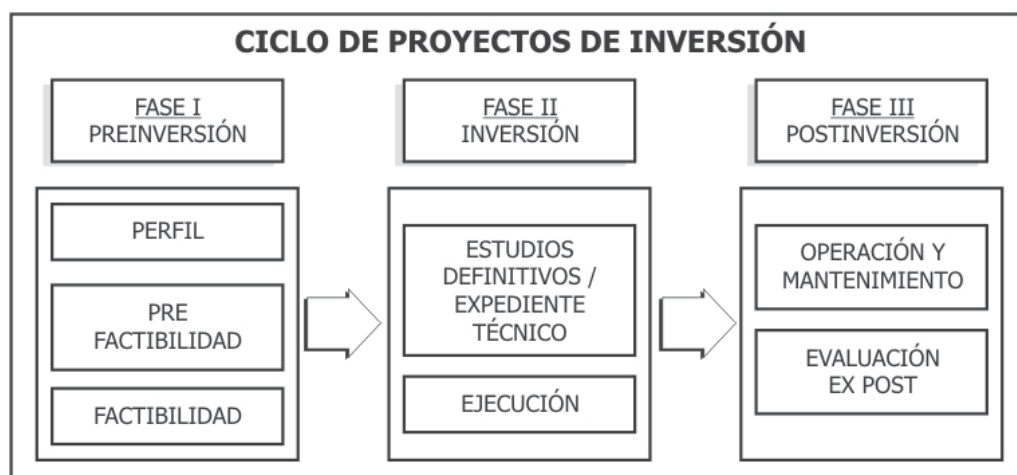 CICLO DE PROYECTOS DE INVERSIÓN
FASE I
PREINVERSIÓN
FASE II
INVERSIÓN
FASE III
POSTINVERSIÓN
PERFIL
PRE
FACTIBILIDAD
FACTIBILIDAD
ESTUDIOS
DEFINITIVOS /
EXPEDIENTE
TÉCNICO
EJECUCIÓN
OPERACIÓN Y
MANTENIMIENTO
EVALUACIÓN
EX POST